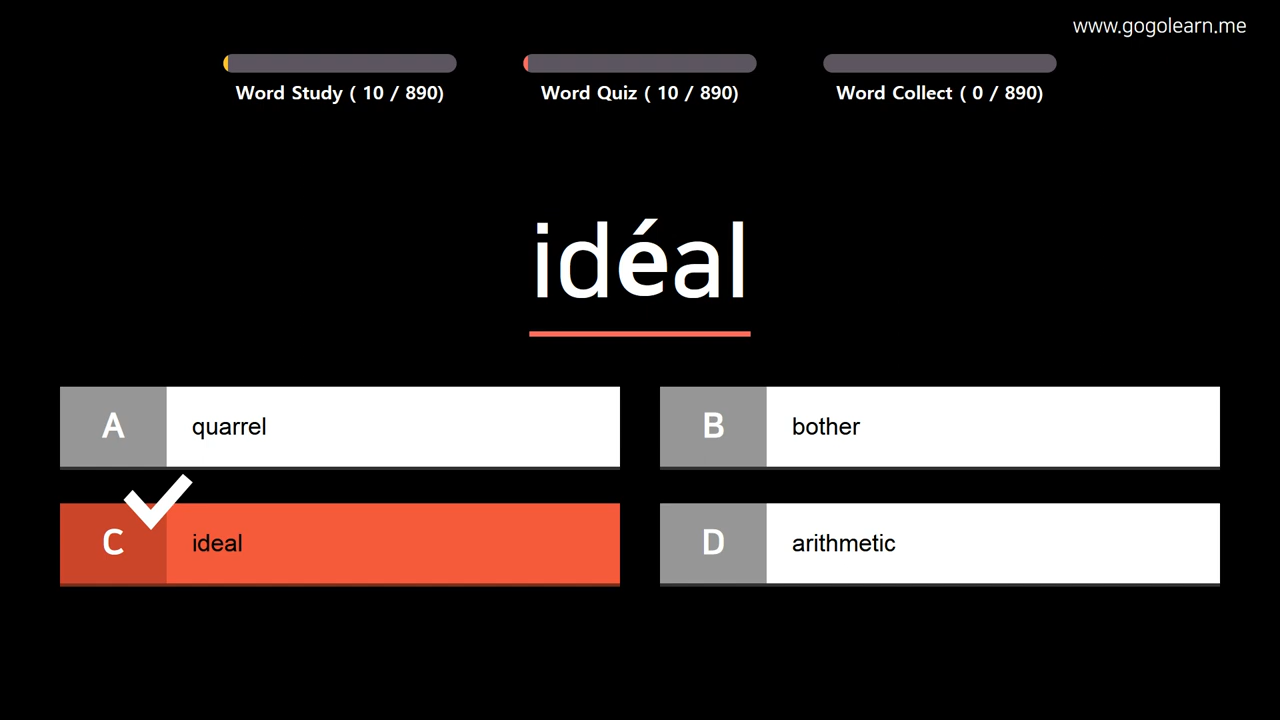 www.gogolearn.me
Word Study ( 10 / 890)
Word Quiz ( 10 / 890)
Word Collect ( 0 / 890)
idéal
A quarrel
B bother
C ideal
D arithmetic